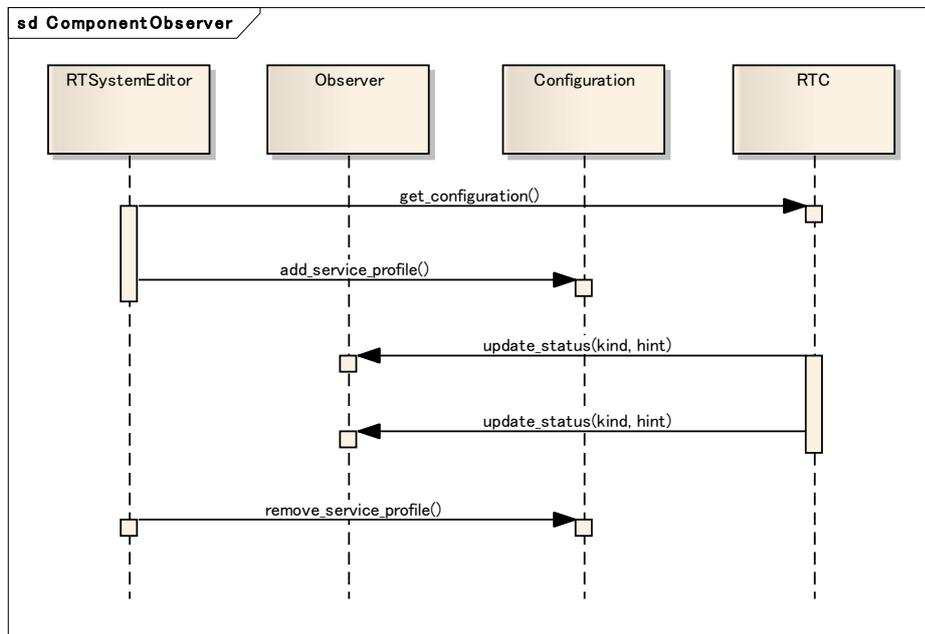 sd ComponentObserver
RTSystemEditor
Observer
Configuration
RTC
get_configuration()
add_service_profile()
update_status(kind, hint)
update_status(kind, hint)
remove_service_profile()